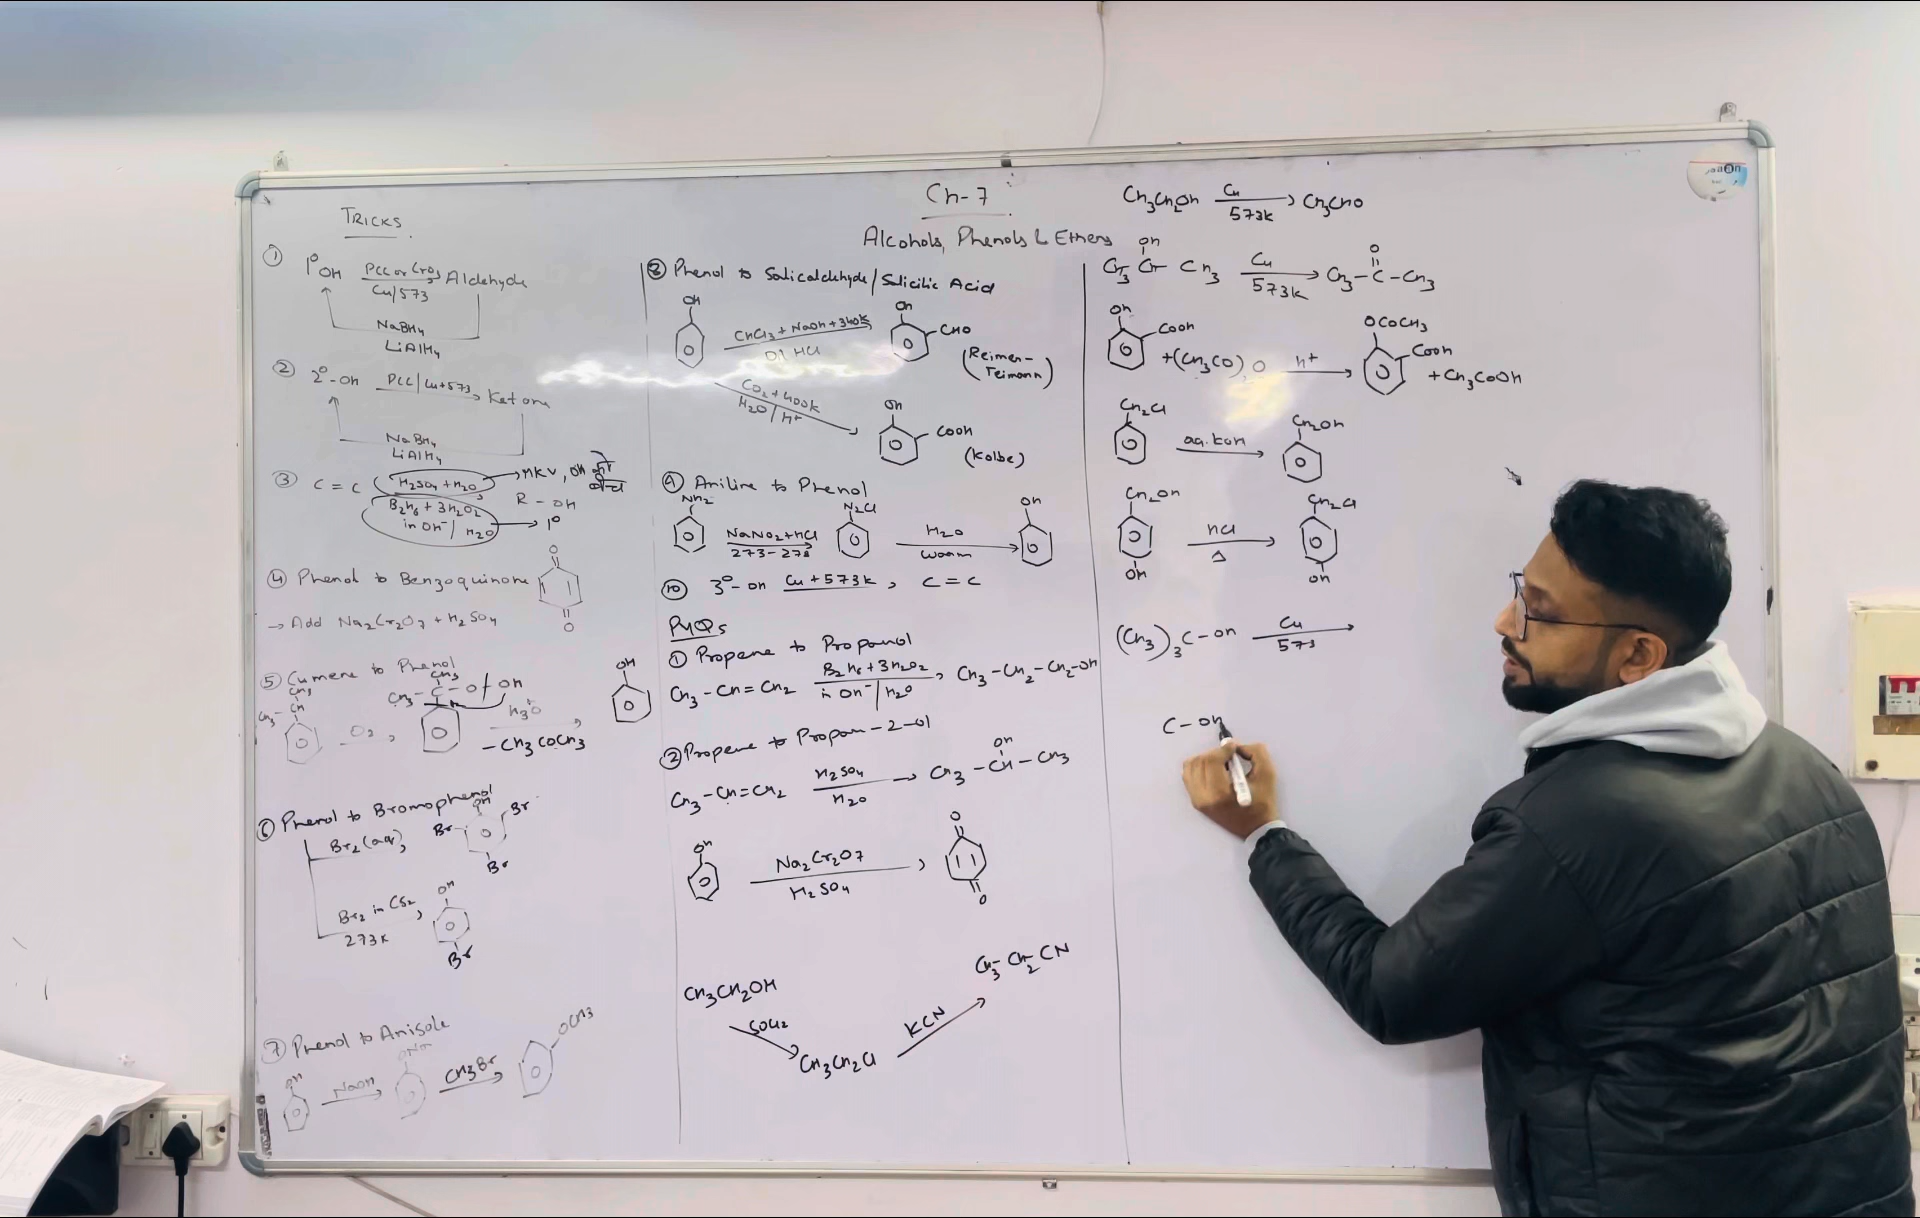 Ch-7
Alcohols, Phenols & Ethers
TRICKS
①
1° OH PCC or CrO3 Aldehyde
Cu/573
NaBH4
LiAlH4
② 2°-OH PCC/Cu+573, Ketone
NaBH4
LiAlH4
③ C=C H2SO4+H2O → MKV, OH
R-OH
B2H6+3H2O2
in OH-/H2O → 1°
④ Phenol to Benzoquinone
O
O
→ Add Na2Cr2O7 + H2SO4
⑤ Cumene to Phenol
CH3
CH3-CH
O2
CH3
CH3-C-O OH
H3O
-CH3COCH3
OH
⑥ Phenol to Bromophenol
Br2 (aq)
OH
Br Br
Br
Br2 in CS2
273K
OH
Br
⑦ Phenol to Anisole
OH NaOH ONa CH3Br OCH3
⑧ Phenol to Salicaldehyde/Salicilic Acid
OH
CHCl3+NaOH+340K
Dil HCl
OH
CHO
(Reimen-
Teimann)
CO2+400K
H2O/H+
OH
COOH
(Kolbe)
⑨ Aniline to Phenol
NH2
NaNO2+HCl
273-278
N2Cl
H2O
Warm
OH
⑩ 3°-OH Cu+573K, C=C
PYQs
① Propene to Propanol
CH3-CH=CH2 B2H6+3H2O2
in OH-/H2O
CH3-CH2-CH2-OH
② Propene to Propan-2-ol
CH3-CH=CH2 H2SO4
H2O
OH
CH3-CH-CH3
OH
Na2Cr2O7
H2SO4
O
O
CH3CH2OH
SOCl2
CH3CH2Cl
KCN
CH3-CH2CN
CH3CH2OH Cu
573K
CH3CHO
OH
CH3 CH CH3 Cu
573K
O
CH3-C-CH3
OH
COOH
+(CH3CO)2O H+
OCOCH3
COOH
+CH3COOH
CH2Cl
aq.KOH
CH2OH
CH2OH
OH
HCl
Δ
CH2Cl
OH
(CH3)3C-OH Cu
573
C-OH